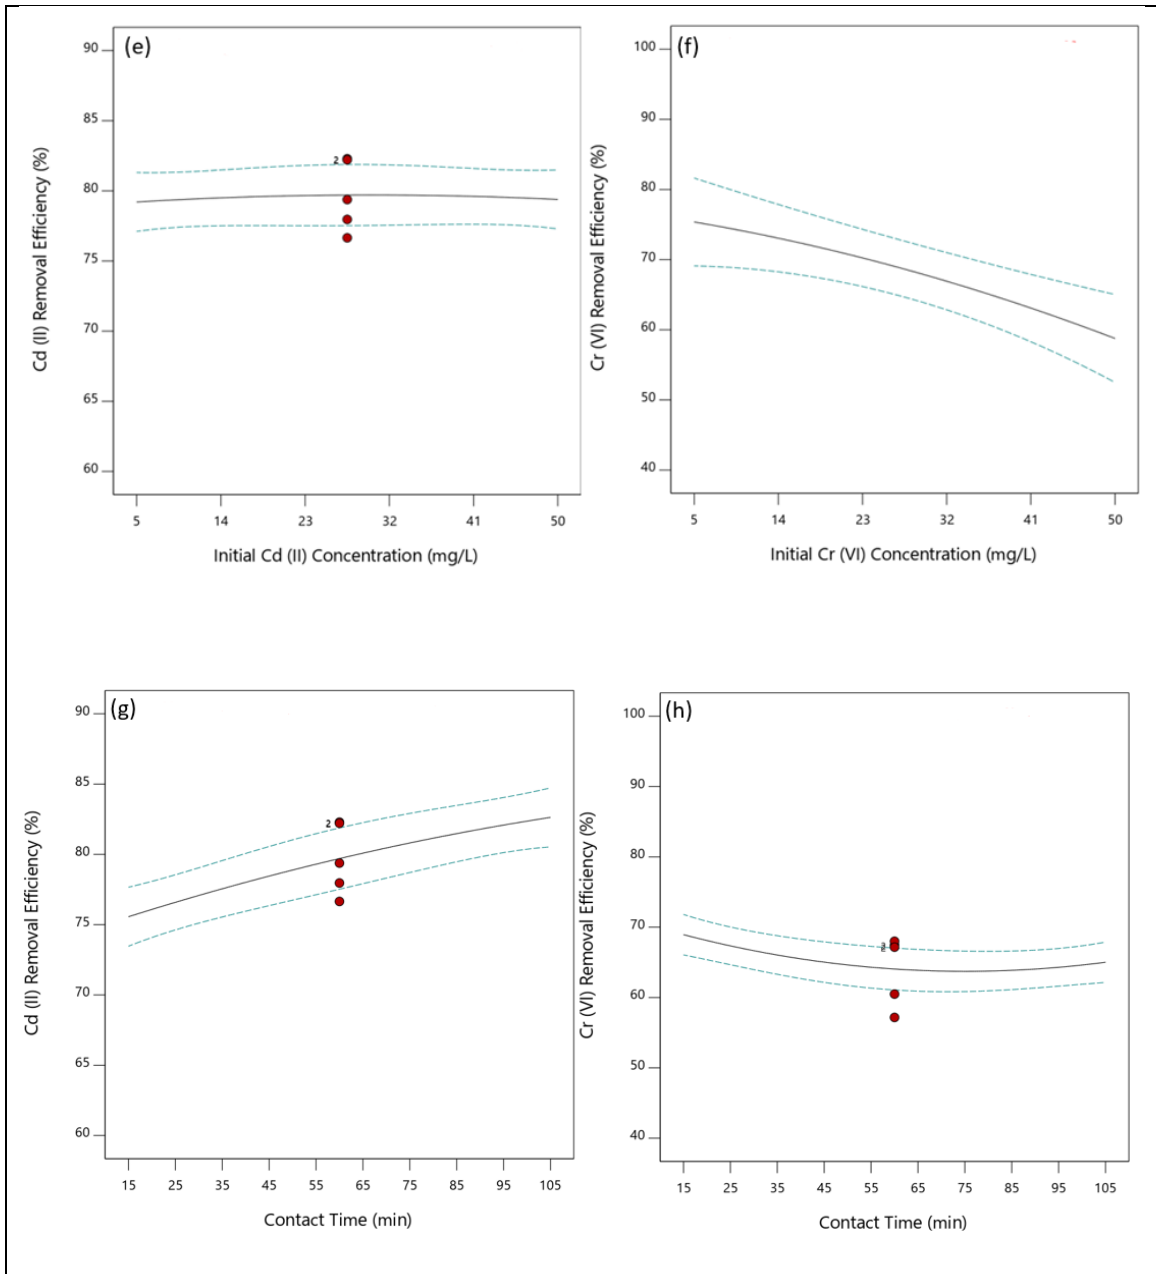 (e)
90
85
80
75
70
65
60
Cd (II) Removal Efficiency (%)
2
5 14 23 32 41 50
Initial Cd (II) Concentration (mg/L)
(f)
100
90
80
70
60
50
40
Cr (VI) Removal Efficiency (%)
5 14 23 32 41 50
Initial Cr (VI) Concentration (mg/L)
(g)
90
85
80
75
70
65
60
Cd (II) Removal Efficiency (%)
2
15 25 35 45 55 65 75 85 95 105
Contact Time (min)
(h)
100
90
80
70
60
50
40
Cr (VI) Removal Efficiency (%)
15 25 35 45 55 65 75 85 95 105
Contact Time (min)